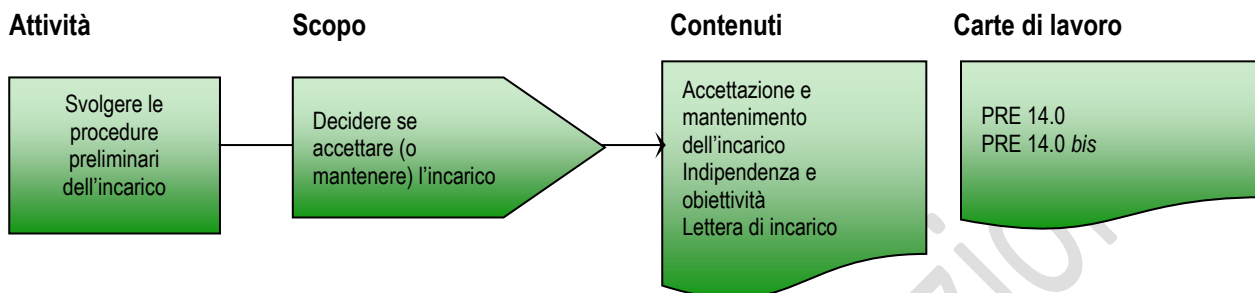 Attività
Scopo
Contenuti
Carte di lavoro
Svolgere le
procedure
preliminari
dell'incarico
Decidere se
accettare (o
mantenere) l'incarico
Accettazione e
mantenimento
dell'incarico
Indipendenza e
obiettività
Lettera di incarico
PRE 14.0
PRE 14.0 bis